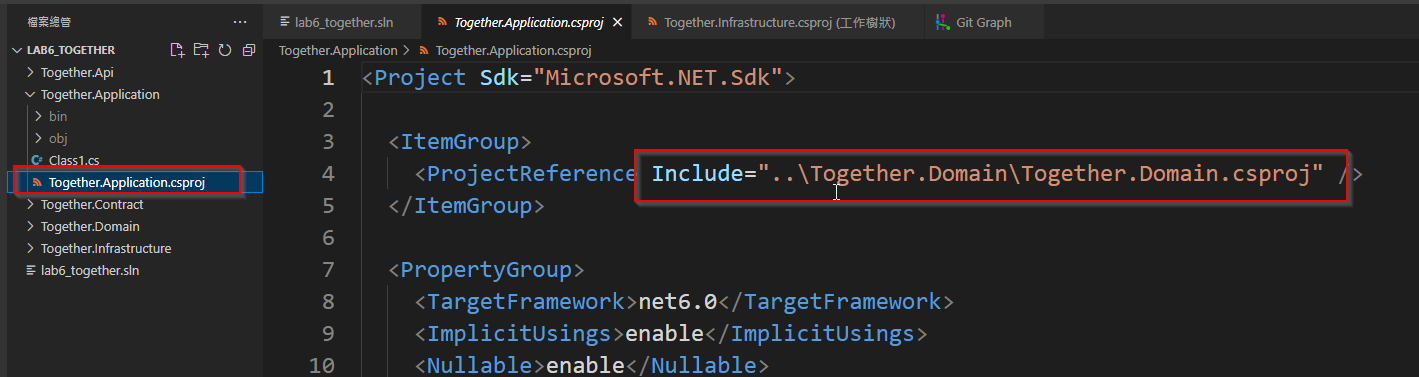 檔案總管 ...
lab6_together.sln
Together.Application.csproj
Together.Infrastructure.csproj (工作樹狀)
Git Graph
LAB6_TOGETHER
Together.Api
Together.Application
bin
obj
Class1.cs
Together.Application.csproj
Together.Contract
Together.Domain
Together.Infrastructure
lab6_together.sln
Together.Application > Together.Application.csproj
1 <Project Sdk="Microsoft.NET.Sdk">
2
3 <ItemGroup>
4 <ProjectReference Include="..\Together.Domain\Together.Domain.csproj" />
5 </ItemGroup>
6
7 <PropertyGroup>
8 <TargetFramework>net6.0</TargetFramework>
9 <ImplicitUsings>enable</ImplicitUsings>
10 <Nullable>enable</Nullable>